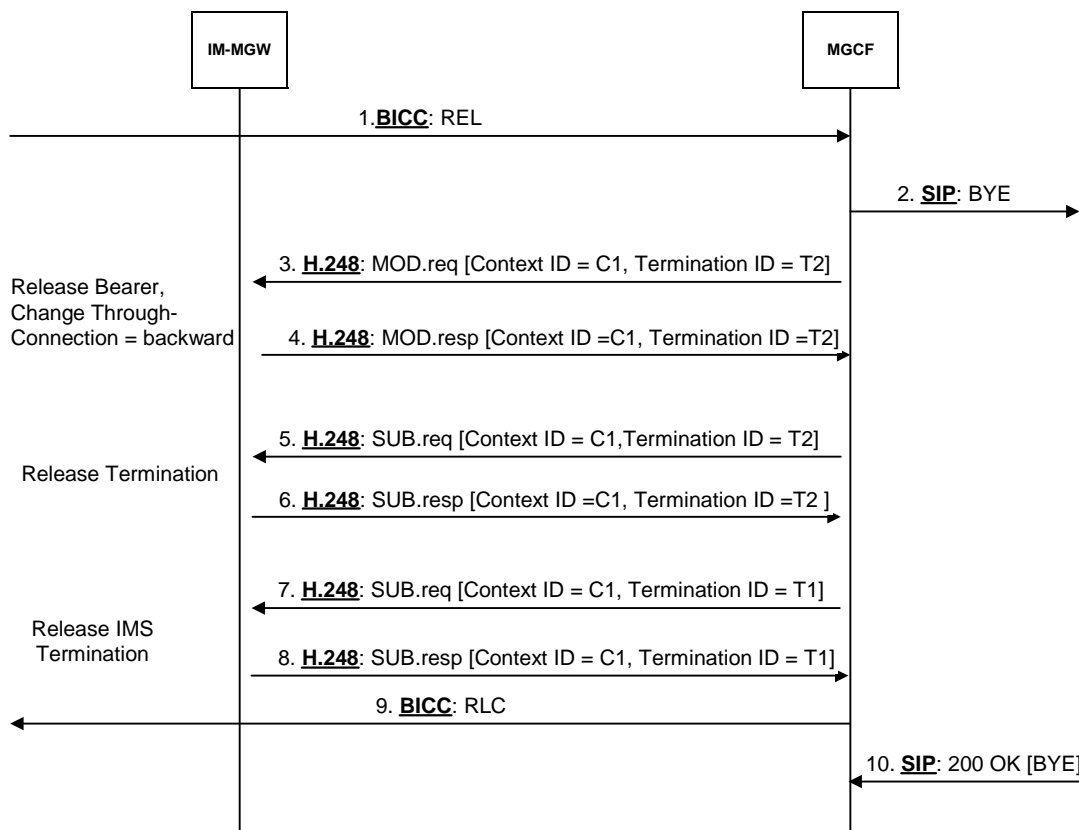 IM-MGW
MGCF
1.BICC: REL
2. SIP: BYE
3. H.248: MOD.req [Context ID = C1, Termination ID = T2]
Release Bearer,
Change Through-
Connection = backward
4. H.248: MOD.resp [Context ID =C1, Termination ID =T2]
5. H.248: SUB.req [Context ID = C1,Termination ID = T2]
Release Termination
6. H.248: SUB.resp [Context ID =C1, Termination ID =T2 ]
7. H.248: SUB.req [Context ID = C1, Termination ID = T1]
Release IMS
Termination
8. H.248: SUB.resp [Context ID = C1, Termination ID = T1]
9. BICC: RLC
10. SIP: 200 OK [BYE]